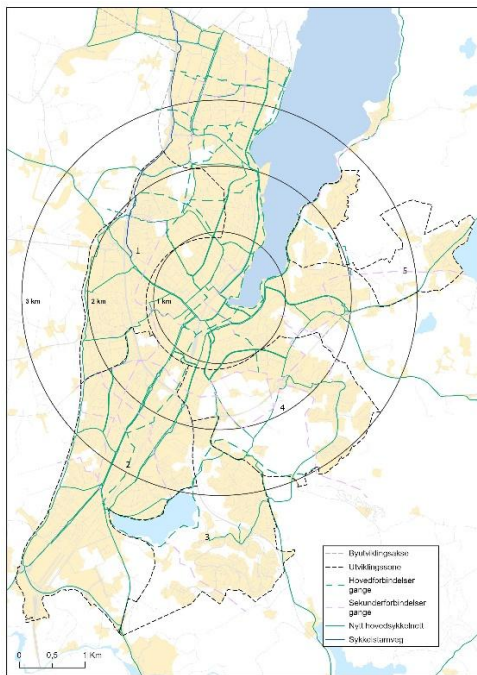 1
5
3 km
2 km
1 km
4
2
3
Byutviklingsakse
Utviklingssone
Hovedforbindelser
gange
Sekunderforbindelser
gange
Nytt hovedsykkelnett
Sykkelstamveg
0 0,5 1 Km